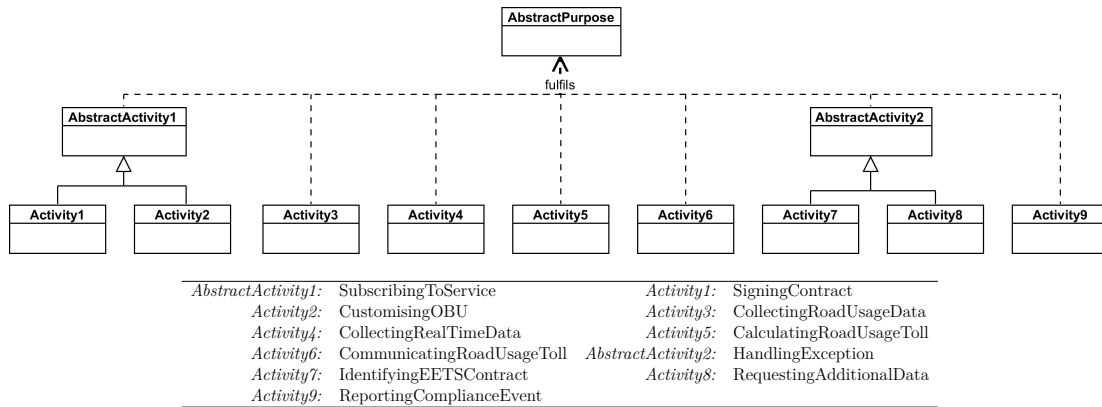 AbstractPurpose
fulfils
AbstractActivity1 AbstractActivity2
Activity1 Activity2 Activity3 Activity4 Activity5 Activity6 Activity7 Activity8 Activity9
AbstractActivity1: SubscribingToService Activity1: SigningContract
Activity2: CustomisingOBU Activity3: CollectingRoadUsageData
Activity4: CollectingRealTimeData Activity5: CalculatingRoadUsageToll
Activity6: CommunicatingRoadUsageToll AbstractActivity2: HandlingException
Activity7: IdentifyingEETSContract Activity8: RequestingAdditionalData
Activity9: ReportingComplianceEvent